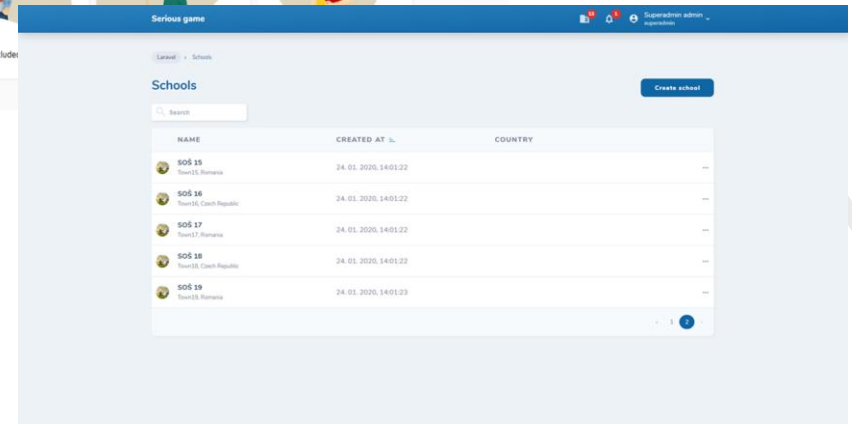 Serious game
13
5
Superadmin admin
superadmin
Laravel
Schools
Schools
Create school
Search
NAME
CREATED AT
COUNTRY
SOŠ 15
Town15, Romania
24. 01. 2020, 14:01:22
SOŠ 16
Town16, Czech Republic
24. 01. 2020, 14:01:22
SOŠ 17
Town17, Romania
24. 01. 2020, 14:01:22
SOŠ 18
Town18, Czech Republic
24. 01. 2020, 14:01:22
SOŠ 19
Town19, Romania
24. 01. 2020, 14:01:23
1
2